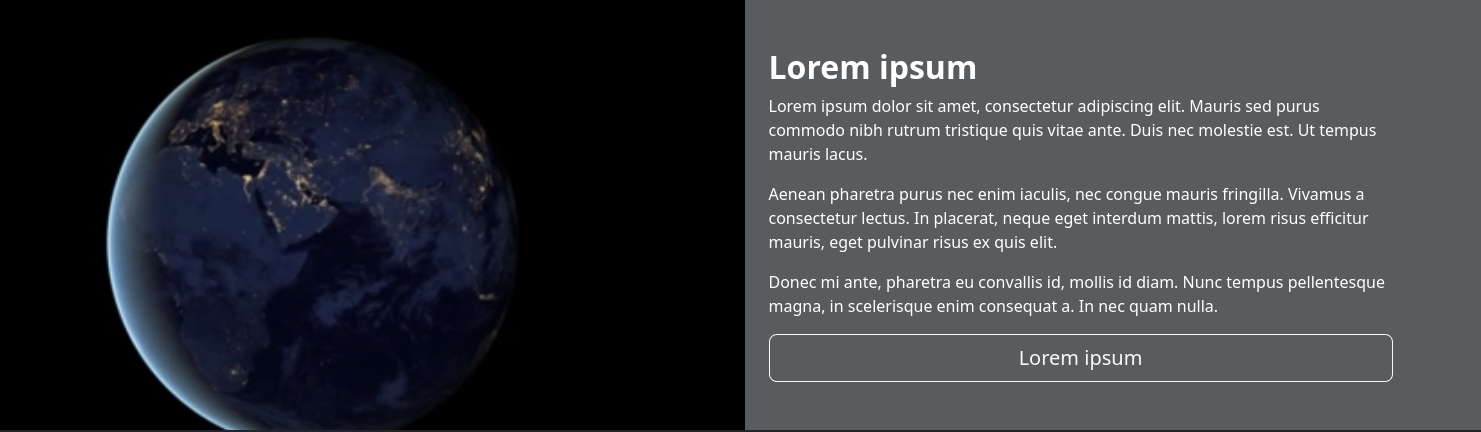 Lorem ipsum
Lorem ipsum dolor sit amet, consectetur adipiscing elit. Mauris sed purus
commodo nibh rutrum tristique quis vitae ante. Duis nec molestie est. Ut tempus
mauris lacus.
Aenean pharetra purus nec enim iaculis, nec congue mauris fringilla. Vivamus a
consectetur lectus. In placerat, neque eget interdum mattis, lorem risus efficitur
mauris, eget pulvinar risus ex quis elit.
Donec mi ante, pharetra eu convallis id, mollis id diam. Nunc tempus pellentesque
magna, in scelerisque enim consequat a. In nec quam nulla.
Lorem ipsum